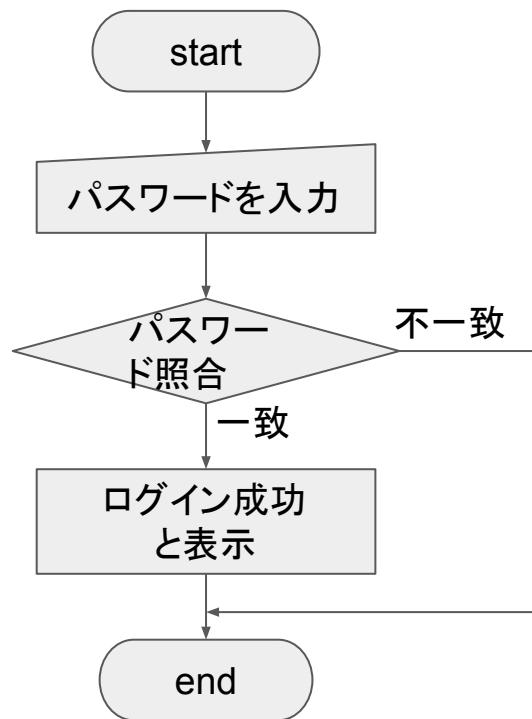 start
パスワードを入力
パスワー
ド照合
不一致
一致
ログイン成功
と表示
end